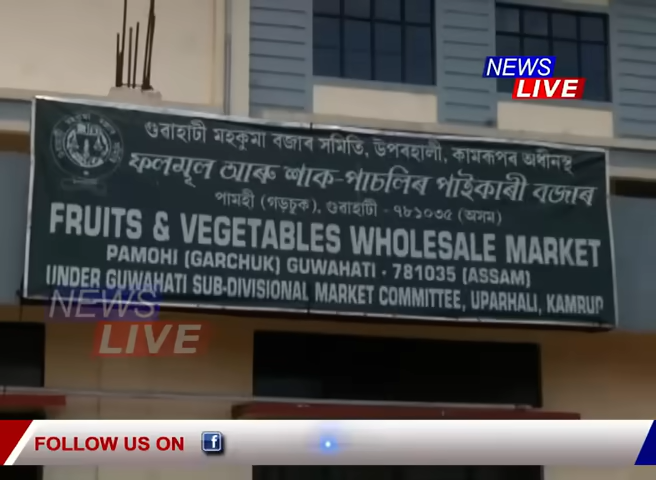 NEWS
LIVE
গুৱাহাটী মহকুমা বজাৰ সমিতি, উপৰহালী, কামৰূপৰ অধীনস্থ
ফলমূল আৰু শাক-পাচলিৰ পাইকাৰী বজাৰ
পামহী (গড়চুক), গুৱাহাটী - ৭৮১০৩৫ (অসম)
FRUITS & VEGETABLES WHOLESALE MARKET
PAMOHI (GARCHUK) GUWAHATI - 781035 (ASSAM)
UNDER GUWAHATI SUB-DIVISIONAL MARKET COMMITTEE, UPARHALI, KAMRUP
NEWS
LIVE
FOLLOW US ON f